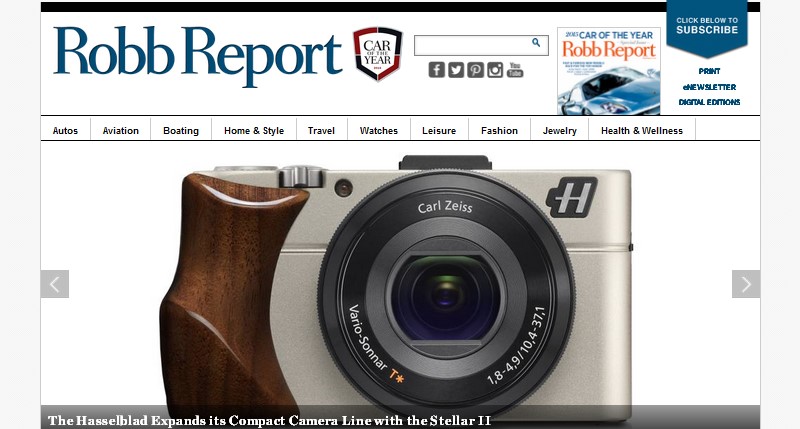 Robb Report
CAR
OF THE
YEAR
2015 CAR OF THE YEAR
Robb Report
CLICK BELOW TO
SUBSCRIBE
PRINT
eNEWSLETTER
DIGITAL EDITIONS
You
Tube
Autos
Aviation
Boating
Home & Style
Travel
Watches
Leisure
Fashion
Jewelry
Health & Wellness
H
Carl Zeiss
Vario-Sonnar T*
1,8-4,9/10,4-37,1
The Hasselblad Expands its Compact Camera Line with the Stellar II